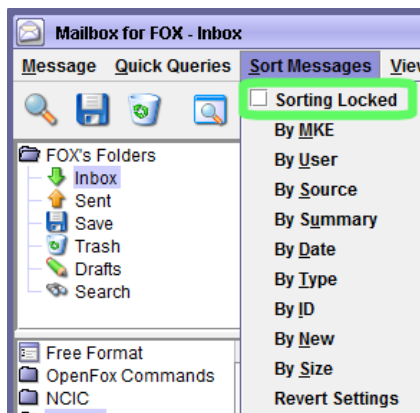 Mailbox for FOX - Inbox
Message Quick Queries Sort Messages View
Sorting Locked
By MKE
By User
By Source
By Summary
By Date
By Type
By ID
By New
By Size
Revert Settings
FOX's Folders
Inbox
Sent
Save
Trash
Drafts
Search
Free Format
OpenFox Commands
NCIC